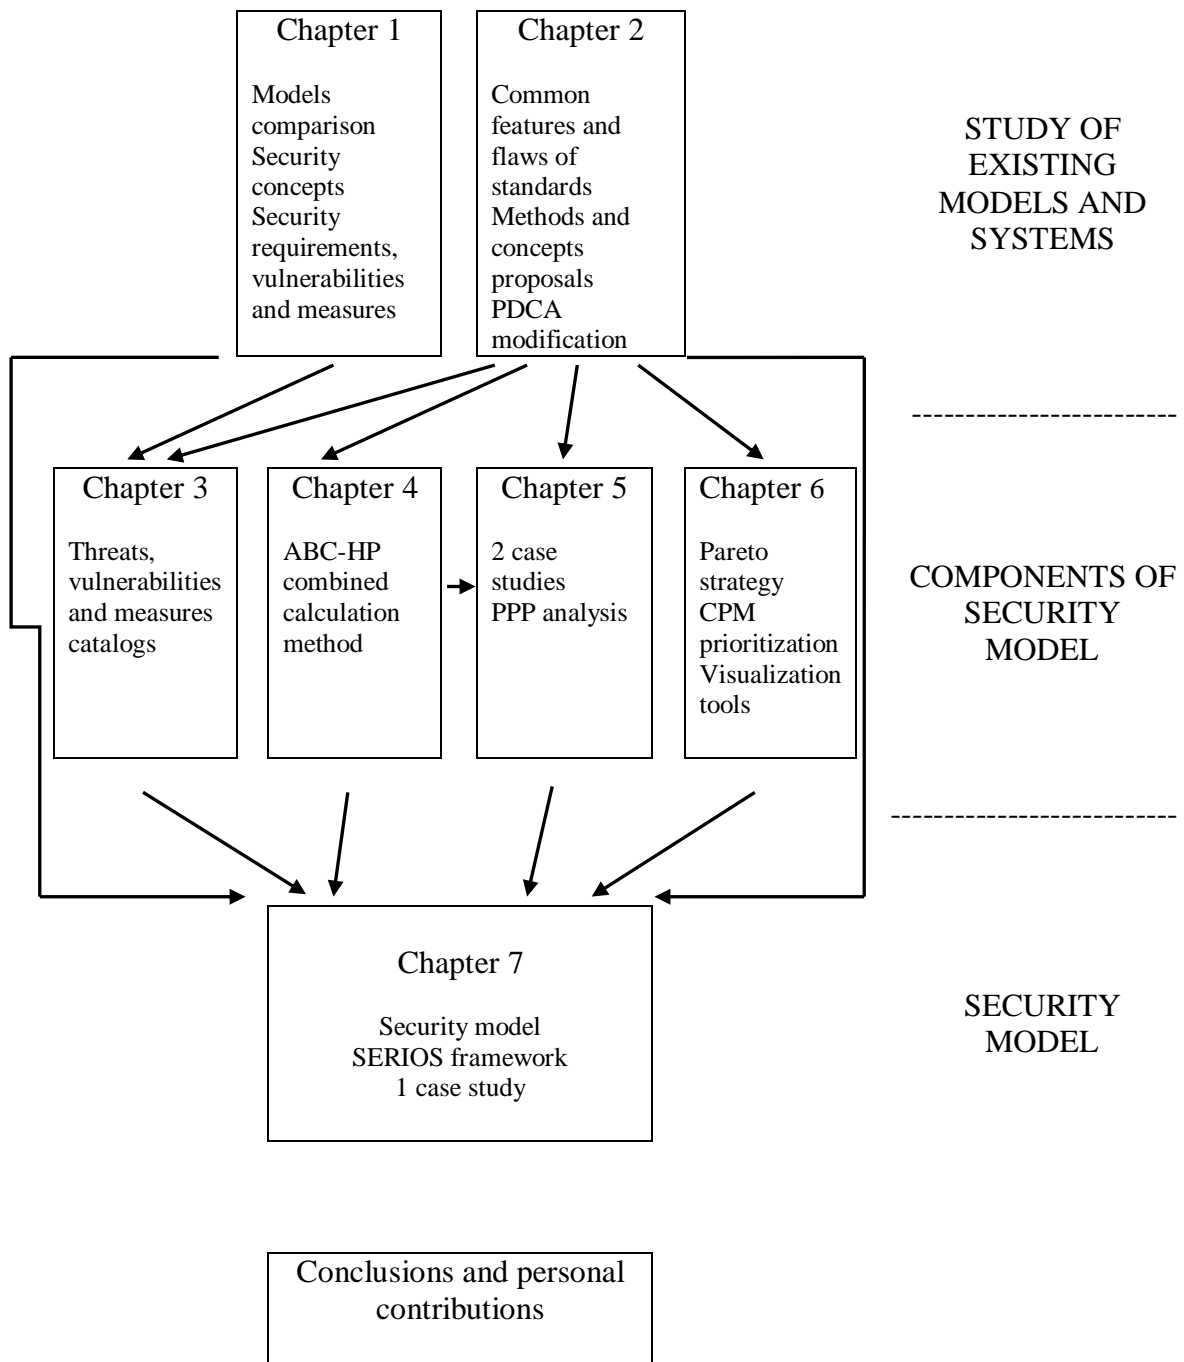 Chapter 1
Models
comparison
Security
concepts
Security
requirements,
vulnerabilities
and measures
Chapter 2
Common
features and
flaws of
standards
Methods and
concepts
proposals
PDCA
modification
STUDY OF
EXISTING
MODELS AND
SYSTEMS
-------------------------
Chapter 3
Threats,
vulnerabilities
and measures
catalogs
Chapter 4
ABC-HP
combined
calculation
method
Chapter 5
2 case
studies
PPP analysis
Chapter 6
Pareto
strategy
CPM
prioritization
Visualization
tools
COMPONENTS OF
SECURITY
MODEL
---------------------------
Chapter 7
Security model
SERIOS framework
1 case study
SECURITY
MODEL
Conclusions and personal
contributions